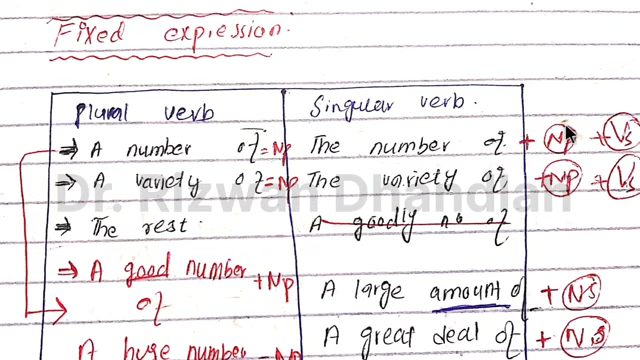 Fixed expression.
Plural verb Singular verb.
⇒ A number of = Np The number of + Np + Vs
⇒ A variety of = Np The variety of + Np + Vs
Dr. Rizwan Dhandian
⇒ The rest. A goodly no of
⇒ A good number + Np
of A large amount of + Ns
A great deal of + Ns
A huge number = Np